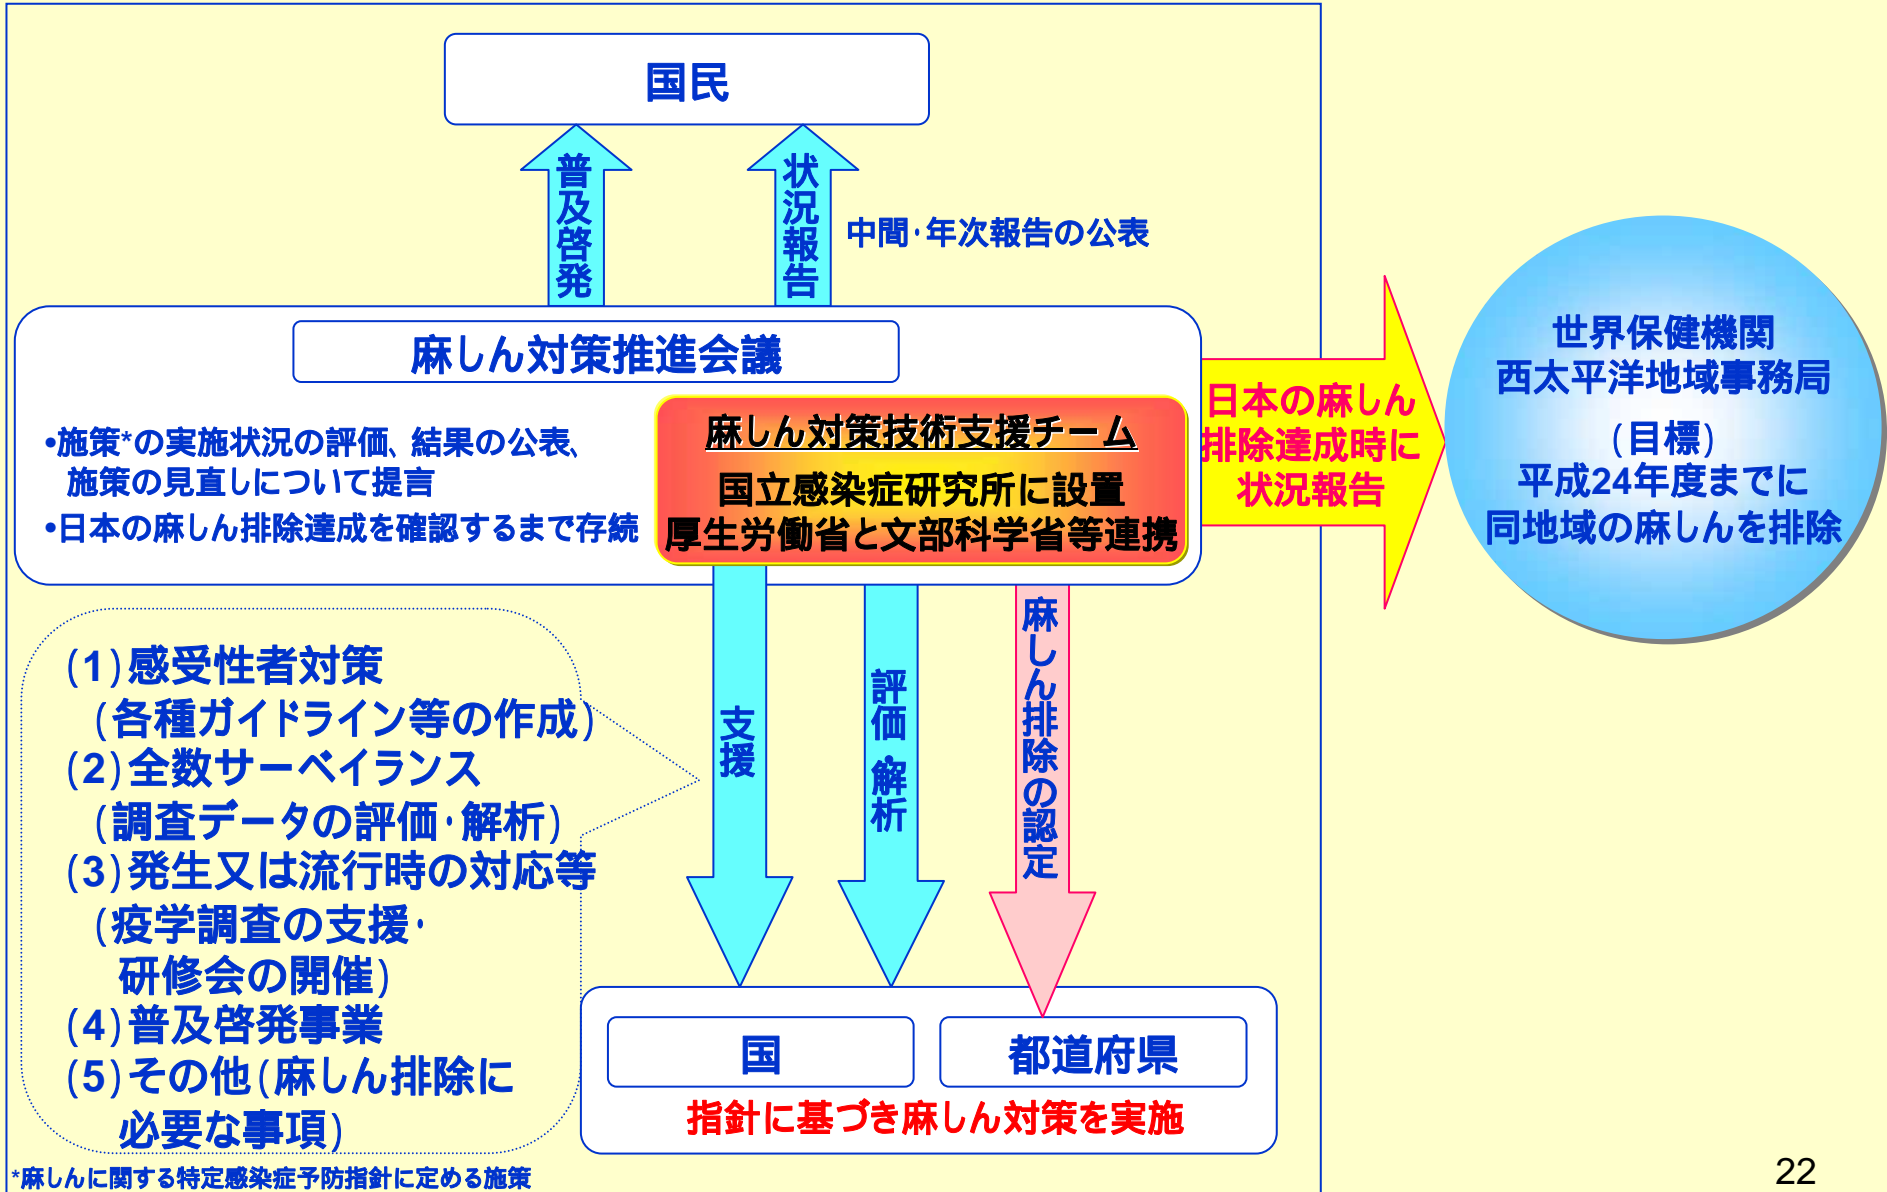 国民
普及啓発
状況報告
中間・年次報告の公表
麻しん対策推進会議
•施策*の実施状況の評価、結果の公表、
施策の見直しについて提言
•日本の麻しん排除達成を確認するまで存続
麻しん対策技術支援チーム
国立感染症研究所に設置
厚生労働省と文部科学省等連携
日本の麻しん
排除達成時に
状況報告
世界保健機関
西太平洋地域事務局
(目標)
平成24年度までに
同地域の麻しんを排除
(1)感受性者対策
(各種ガイドライン等の作成)
(2)全数サーベイランス
(調査データの評価・解析)
(3)発生又は流行時の対応等
(疫学調査の支援・
研修会の開催)
(4)普及啓発事業
(5)その他(麻しん排除に
必要な事項)
支援
評価・解析
麻しん排除の認定
国
都道府県
指針に基づき麻しん対策を実施
*麻しんに関する特定感染症予防指針に定める施策
22